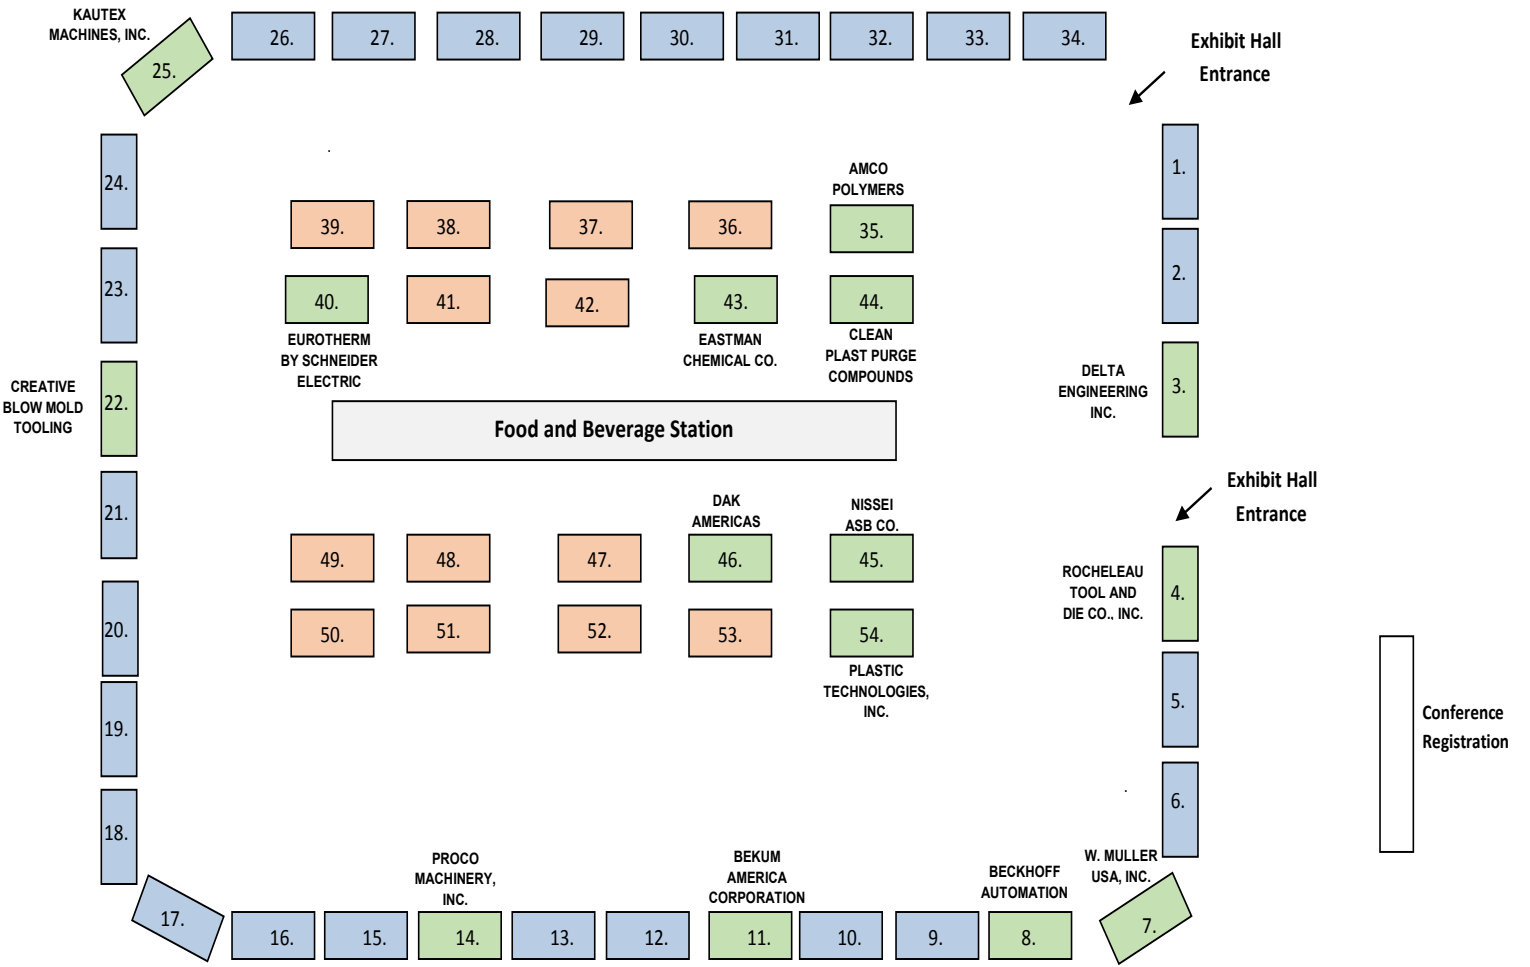 KAUTEX
MACHINES, INC.
25.
26.
27.
28.
29.
30.
31.
32.
33.
34.
Exhibit Hall
Entrance
24.
23.
CREATIVE
BLOW MOLD
TOOLING
22.
21.
20.
19.
18.
17.
AMCO
POLYMERS
39.
38.
37.
36.
35.
40.
41.
42.
43.
44.
EUROTHERM
BY SCHNEIDER
ELECTRIC
EASTMAN
CHEMICAL CO.
CLEAN
PLAST PURGE
COMPOUNDS
Food and Beverage Station
DAK
AMERICAS
NISSEI
ASB CO.
49.
48.
47.
46.
45.
50.
51.
52.
53.
54.
PLASTIC
TECHNOLOGIES,
INC.
1.
2.
DELTA
ENGINEERING
INC.
3.
Exhibit Hall
Entrance
ROCHELEAU
TOOL AND
DIE CO., INC.
4.
5.
6.
Conference
Registration
PROCO
MACHINERY,
INC.
BEKUM
AMERICA
CORPORATION
BECKHOFF
AUTOMATION
W. MULLER
USA, INC.
16.
15.
14.
13.
12.
11.
10.
9.
8.
7.